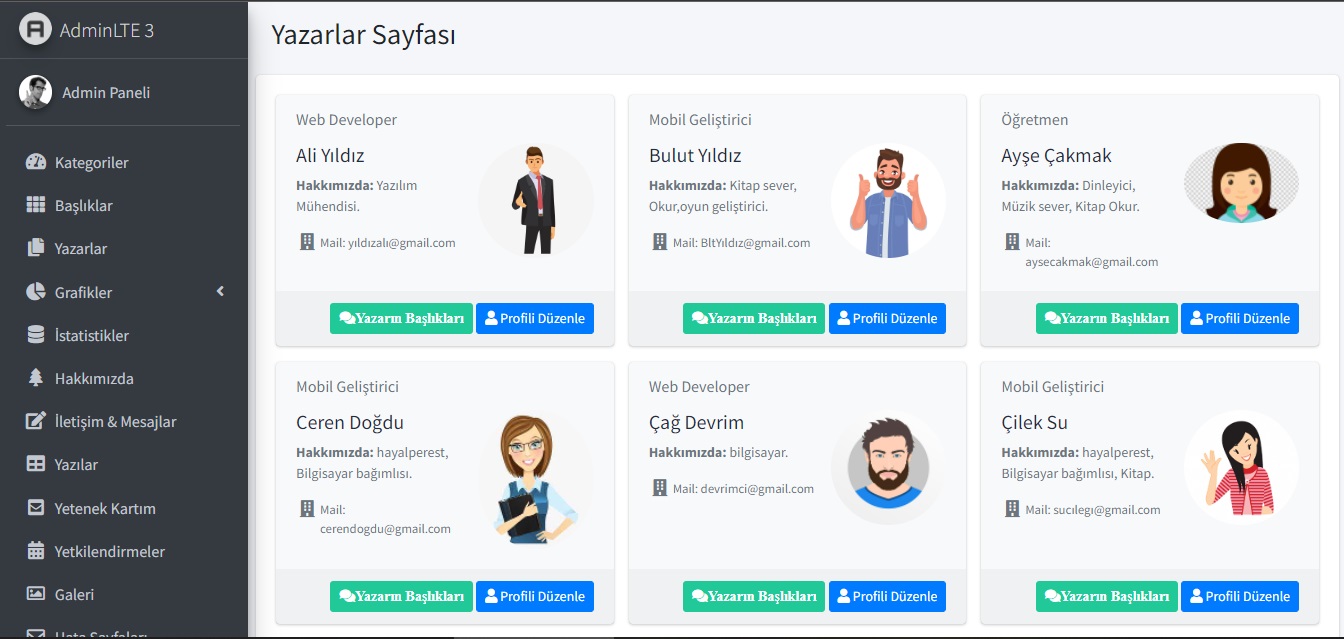 AdminLTE 3
Admin Paneli
Kategoriler
Başlıklar
Yazarlar
Grafikler
İstatistikler
Hakkımızda
İletişim & Mesajlar
Yazılar
Yetenek Kartım
Yetkilendirmeler
Galeri
Hata Sayfaları
Yazarlar Sayfası
Web Developer
Ali Yıldız
Hakkımızda: Yazılım
Mühendisi.
Mail: yıldızalı@gmail.com
Yazarın Başlıkları Profili Düzenle
Mobil Geliştirici
Bulut Yıldız
Hakkımızda: Kitap sever,
Okur,oyun geliştirici.
Mail: BltYıldız@gmail.com
Yazarın Başlıkları Profili Düzenle
Öğretmen
Ayşe Çakmak
Hakkımızda: Dinleyici,
Müzik sever, Kitap Okur.
Mail:
aysecakmak@gmail.com
Yazarın Başlıkları Profili Düzenle
Mobil Geliştirici
Ceren Doğdu
Hakkımızda: hayalperest,
Bilgisayar bağımlısı.
Mail:
cerendogdu@gmail.com
Yazarın Başlıkları Profili Düzenle
Web Developer
Çağ Devrim
Hakkımızda: bilgisayar.
Mail: devrimci@gmail.com
Yazarın Başlıkları Profili Düzenle
Mobil Geliştirici
Çilek Su
Hakkımızda: hayalperest,
Bilgisayar bağımlısı, Kitap.
Mail: sucılegı@gmail.com
Yazarın Başlıkları Profili Düzenle